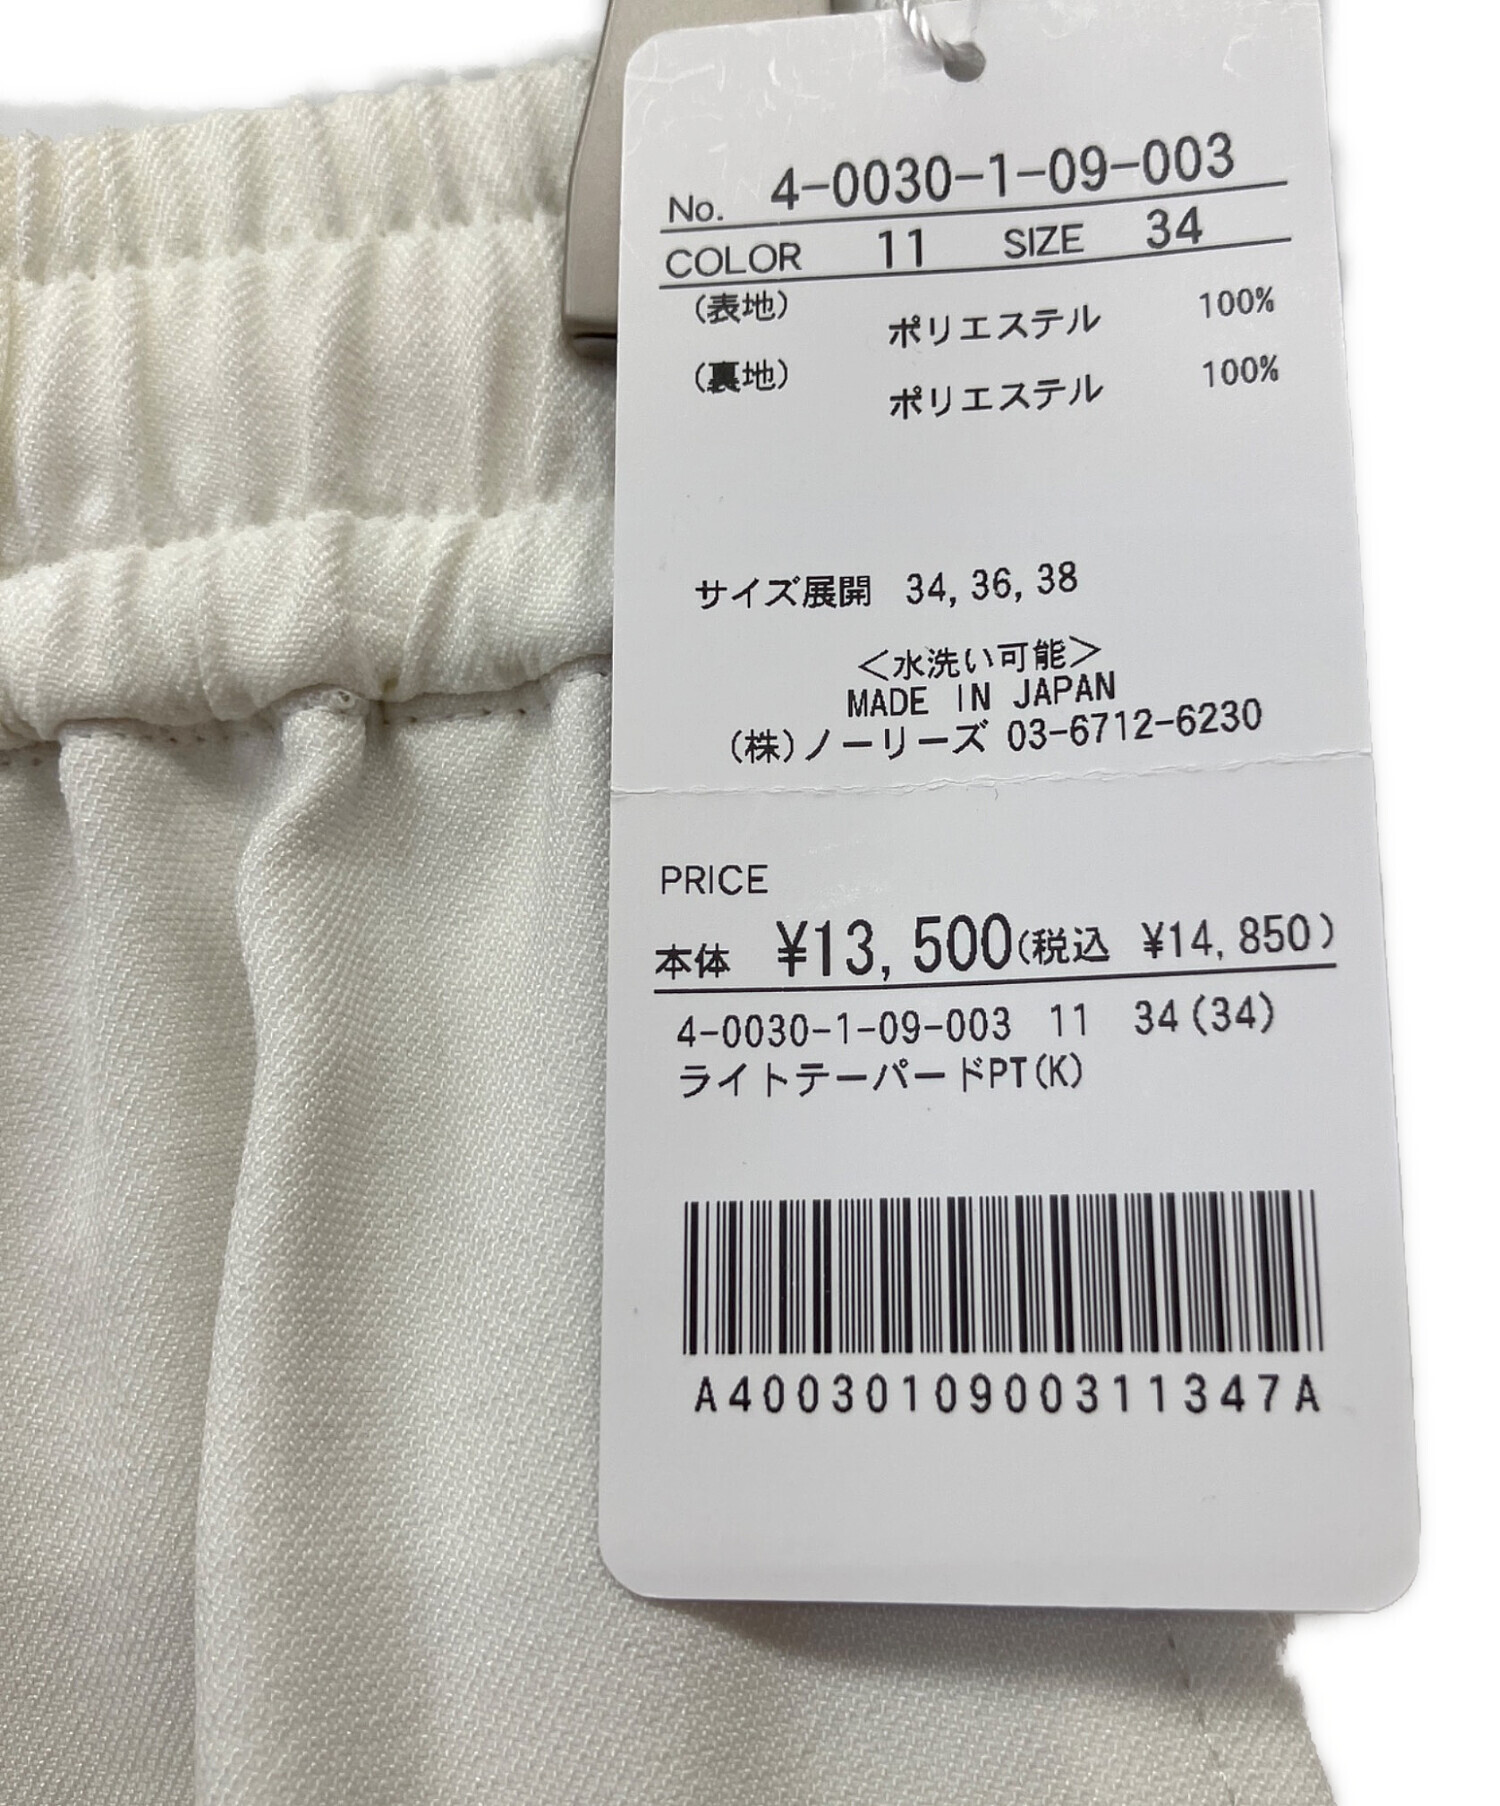 No. 4-0030-1-09-003
COLOR 11 SIZE 34
(表地) ポリエステル 100%
(裏地) ポリエステル 100%
サイズ展開 34, 36, 38
<水洗い可能>
MADE IN JAPAN
(株)ノーリーズ 03-6712-6230
PRICE
本体 ¥13, 500(税込 ¥14, 850)
4-0030-1-09-003 11 34(34)
ライトテーパードPT(K)
A400301090031​1347A